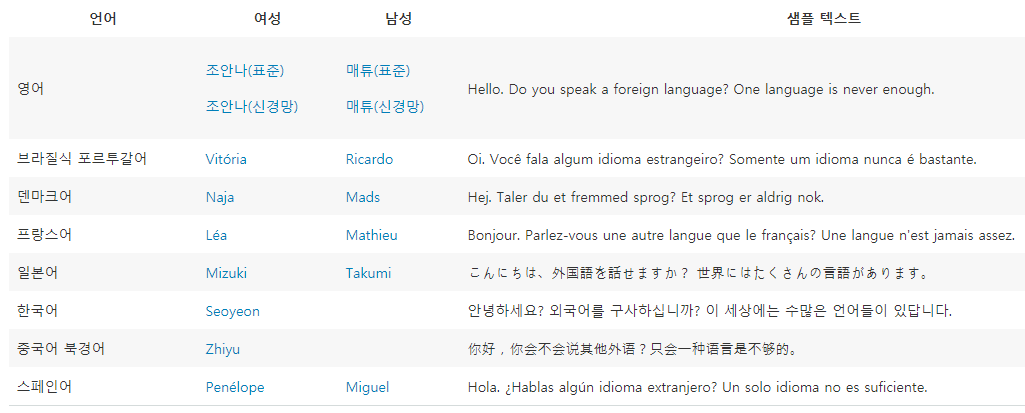 언어 여성 남성 샘플 텍스트
조안나(표준) 매튜(표준)
영어 Hello. Do you speak a foreign language? One language is never enough.
조안나(신경망) 매튜(신경망)
브라질식 포르투갈어 Vitória Ricardo Oi. Você fala algum idioma estrangeiro? Somente um idioma nunca é bastante.
덴마크어 Naja Mads Hej. Taler du et fremmed sprog? Et sprog er aldrig nok.
프랑스어 Léa Mathieu Bonjour. Parlez-vous une autre langue que le français? Une langue n'est jamais assez.
일본어 Mizuki Takumi こんにちは、外国語を話せますか? 世界にはたくさんの言語があります。
한국어 Seoyeon 안녕하세요? 외국어를 구사하십니까? 이 세상에는 수많은 언어들이 있답니다.
중국어 북경어 Zhiyu 你好，你会不会说其他外语？只会一种语言是不够的。
스페인어 Penélope Miguel Hola. ¿Hablas algún idioma extranjero? Un solo idioma no es suficiente.